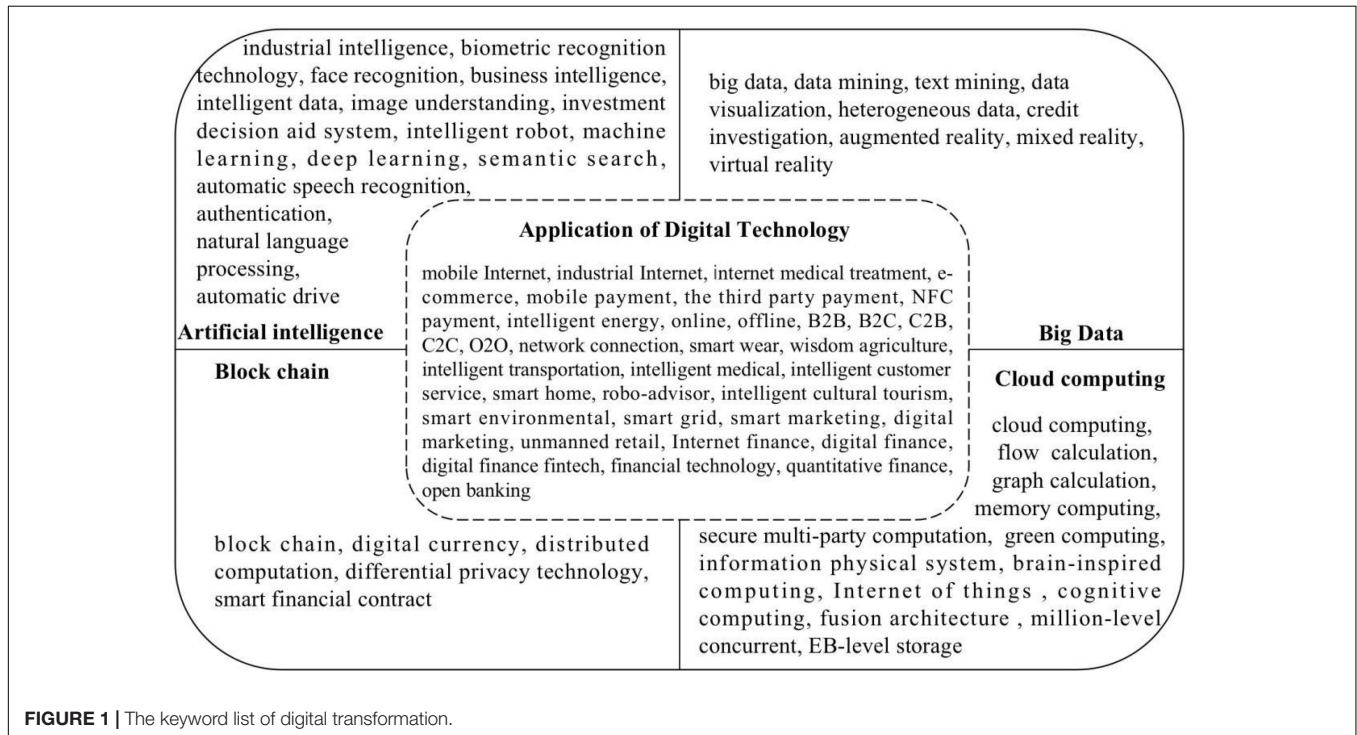 industrial intelligence, biometric recognition
technology, face recognition, business intelligence,
intelligent data, image understanding, investment
decision aid system, intelligent robot, machine
learning, deep learning, semantic search,
automatic speech recognition,
authentication,
natural language
processing,
automatic drive
Artificial intelligence
big data, data mining, text mining, data
visualization, heterogeneous data, credit
investigation, augmented reality, mixed reality,
virtual reality
Big Data
Application of Digital Technology
mobile Internet, industrial Internet, internet medical treatment, e-
commerce, mobile payment, the third party payment, NFC
payment, intelligent energy, online, offline, B2B, B2C, C2B,
C2C, O2O, network connection, smart wear, wisdom agriculture,
intelligent transportation, intelligent medical, intelligent customer
service, smart home, robo-advisor, intelligent cultural tourism,
smart environmental, smart grid, smart marketing, digital
marketing, unmanned retail, Internet finance, digital finance,
digital finance fintech, financial technology, quantitative finance,
open banking
Block chain
block chain, digital currency, distributed
computation, differential privacy technology,
smart financial contract
Cloud computing
cloud computing,
flow calculation,
graph calculation,
memory computing,
secure multi-party computation, green computing,
information physical system, brain-inspired
computing, Internet of things , cognitive
computing, fusion architecture , million-level
concurrent, EB-level storage
FIGURE 1 | The keyword list of digital transformation.